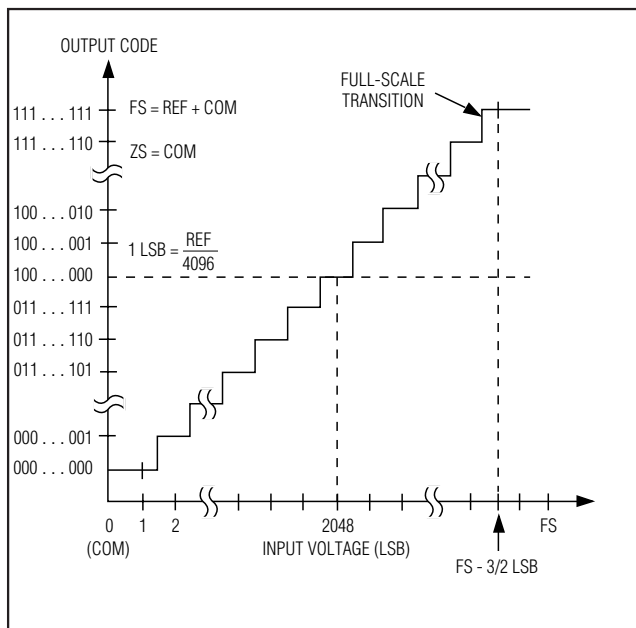 OUTPUT CODE
FULL-SCALE
TRANSITION
111 . . . 111
FS = REF + COM
111 . . . 110
ZS = COM
100 . . . 010
100 . . . 001
1 LSB = REF
4096
100 . . . 000
011 . . . 111
011 . . . 110
011 . . . 101
000 . . . 001
000 . . . 000
0 1 2 2048 FS
(COM) INPUT VOLTAGE (LSB)
FS - 3/2 LSB